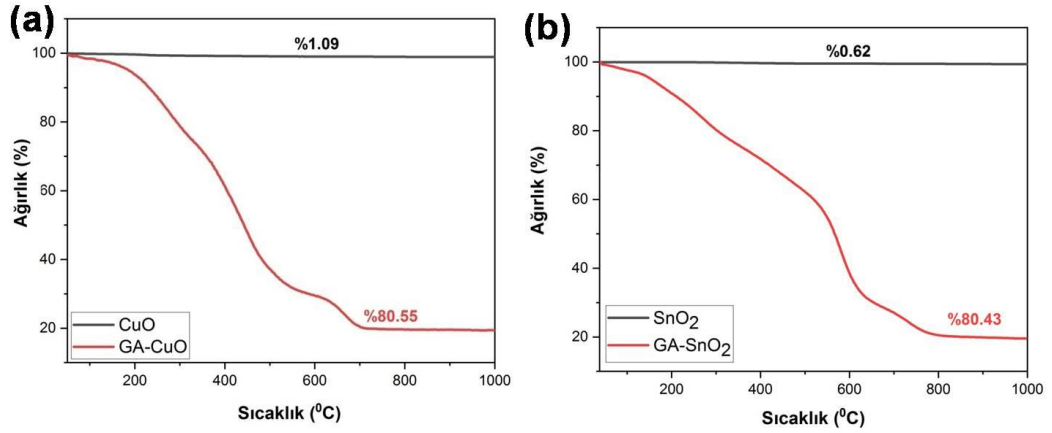 (a)
%1.09
100
80
60
40
20
Ağırlık (%)
%80.55
CuO
GA-CuO
200
400
600
800
1000
Sıcaklık (⁰C)
(b)
%0.62
100
80
60
40
20
Ağırlık (%)
%80.43
SnO₂
GA-SnO₂
200
400
600
800
1000
Sıcaklık (⁰C)